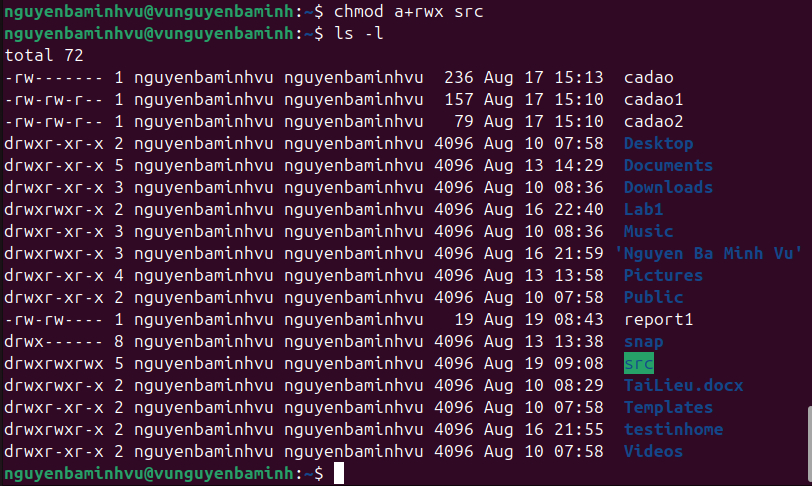 nguyenbaminhvu@vunguyenbaminh:~$ chmod a+rwx src
nguyenbaminhvu@vunguyenbaminh:~$ ls -l
total 72
-rw------- 1 nguyenbaminhvu nguyenbaminhvu  236 Aug 17 15:13  cadao
-rw-rw-r-- 1 nguyenbaminhvu nguyenbaminhvu  157 Aug 17 15:10  cadao1
-rw-rw-r-- 1 nguyenbaminhvu nguyenbaminhvu   79 Aug 17 15:10  cadao2
drwxr-xr-x 2 nguyenbaminhvu nguyenbaminhvu 4096 Aug 10 07:58  Desktop
drwxr-xr-x 5 nguyenbaminhvu nguyenbaminhvu 4096 Aug 13 14:29  Documents
drwxr-xr-x 3 nguyenbaminhvu nguyenbaminhvu 4096 Aug 10 08:36  Downloads
drwxrwxr-x 2 nguyenbaminhvu nguyenbaminhvu 4096 Aug 16 22:40  Lab1
drwxr-xr-x 3 nguyenbaminhvu nguyenbaminhvu 4096 Aug 10 08:36  Music
drwxrwxr-x 3 nguyenbaminhvu nguyenbaminhvu 4096 Aug 16 21:59 'Nguyen Ba Minh Vu'
drwxr-xr-x 4 nguyenbaminhvu nguyenbaminhvu 4096 Aug 13 13:58  Pictures
drwxr-xr-x 2 nguyenbaminhvu nguyenbaminhvu 4096 Aug 10 07:58  Public
-rw-rw---- 1 nguyenbaminhvu nguyenbaminhvu   19 Aug 19 08:43  report1
drwx------ 8 nguyenbaminhvu nguyenbaminhvu 4096 Aug 13 13:38  snap
drwxrwxrwx 5 nguyenbaminhvu nguyenbaminhvu 4096 Aug 19 09:08  src
drwxrwxr-x 2 nguyenbaminhvu nguyenbaminhvu 4096 Aug 10 08:29  TaiLieu.docx
drwxr-xr-x 2 nguyenbaminhvu nguyenbaminhvu 4096 Aug 10 07:58  Templates
drwxrwxr-x 2 nguyenbaminhvu nguyenbaminhvu 4096 Aug 16 21:55  testinhome
drwxr-xr-x 2 nguyenbaminhvu nguyenbaminhvu 4096 Aug 10 07:58  Videos
nguyenbaminhvu@vunguyenbaminh:~$